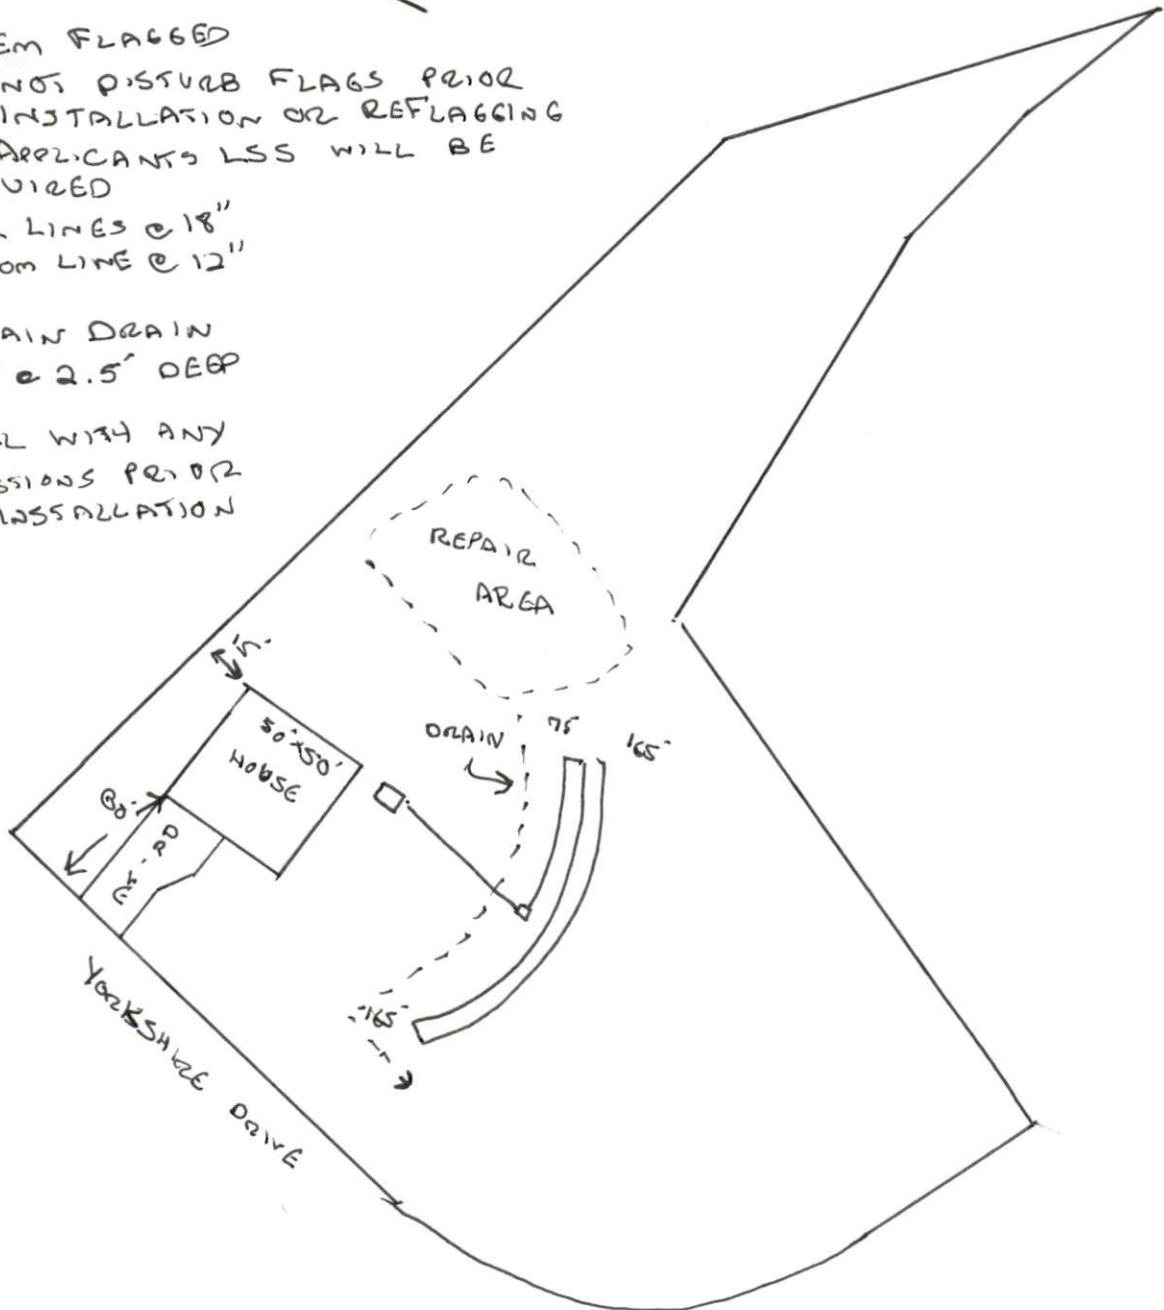 EM FLAGGED
NOT DISTURB FLAGS PRIOR
INSTALLATION OR REFLAGGING
APPLICANTS LSS WILL BE
UIRED
L LINES @ 18"
OM LINE @ 12"
AIN DRAIN
@ 2.5' DEEP
L WITH ANY
SSIONS PRIOR
INSTALLATION
REPAIR
AREA
50'x50'
HOUSE
DRAIN
75'
165'
80'
DRIVE
165'
YORKSHIRE DRIVE